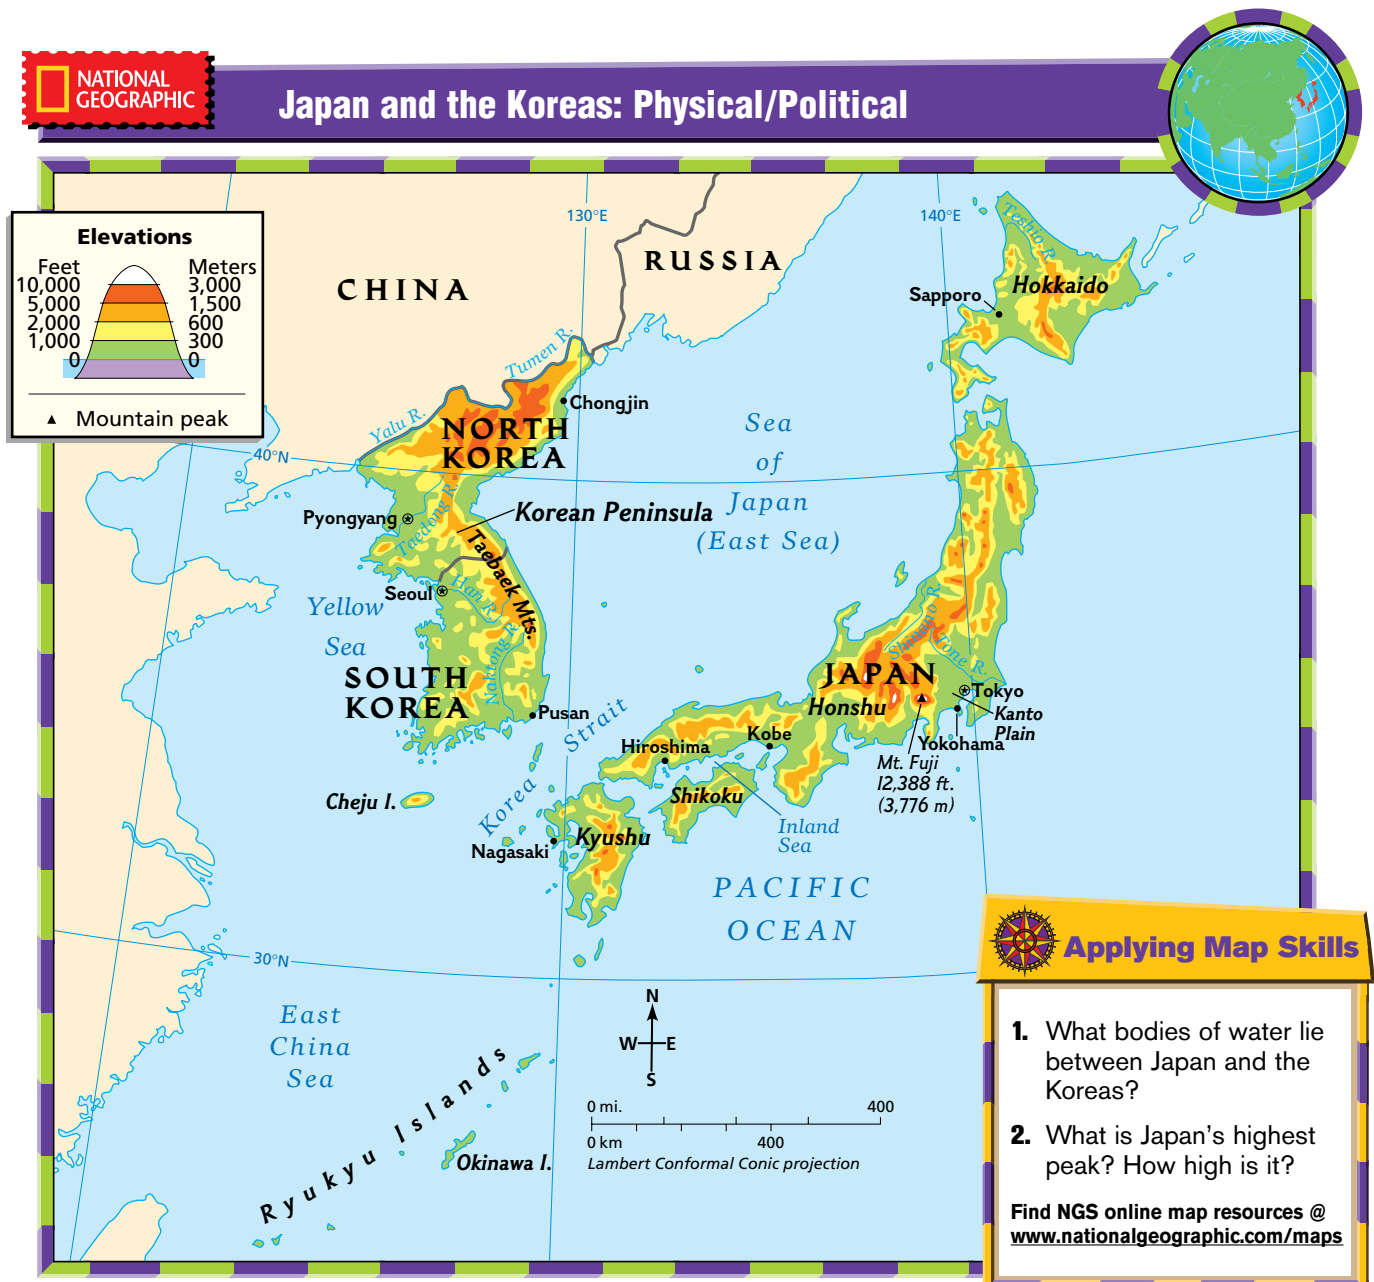 NATIONAL
GEOGRAPHIC
Japan and the Koreas: Physical/Political
Elevations
Feet Meters
10,000 3,000
5,000 1,500
2,000 600
1,000 300
0 0
▲ Mountain peak
130°E
140°E
RUSSIA
CHINA
Teshio R.
Hokkaido
Sapporo
Tumen R.
Chongjin
Yalu R.
NORTH
KOREA
40°N
Sea
of
Japan
(East Sea)
Korean Peninsula
Pyongyang
Taedong R.
Taebaek Mts.
Seoul
Han R.
Yellow
Sea
Naktong R.
SOUTH
KOREA
Pusan
Shinano R.
Tone R.
JAPAN
Honshu
Tokyo
Kanto
Plain
Yokohama
Mt. Fuji
12,388 ft.
(3,776 m)
Kobe
Hiroshima
Korea Strait
Cheju I.
Shikoku
Inland
Sea
Kyushu
Nagasaki
PACIFIC
OCEAN
30°N
East
China
Sea
Ryukyu Islands
Okinawa I.
N
W E
S
0 mi. 400
0 km 400
Lambert Conformal Conic projection
Applying Map Skills
1. What bodies of water lie
between Japan and the
Koreas?
2. What is Japan's highest
peak? How high is it?
Find NGS online map resources @
www.nationalgeographic.com/maps